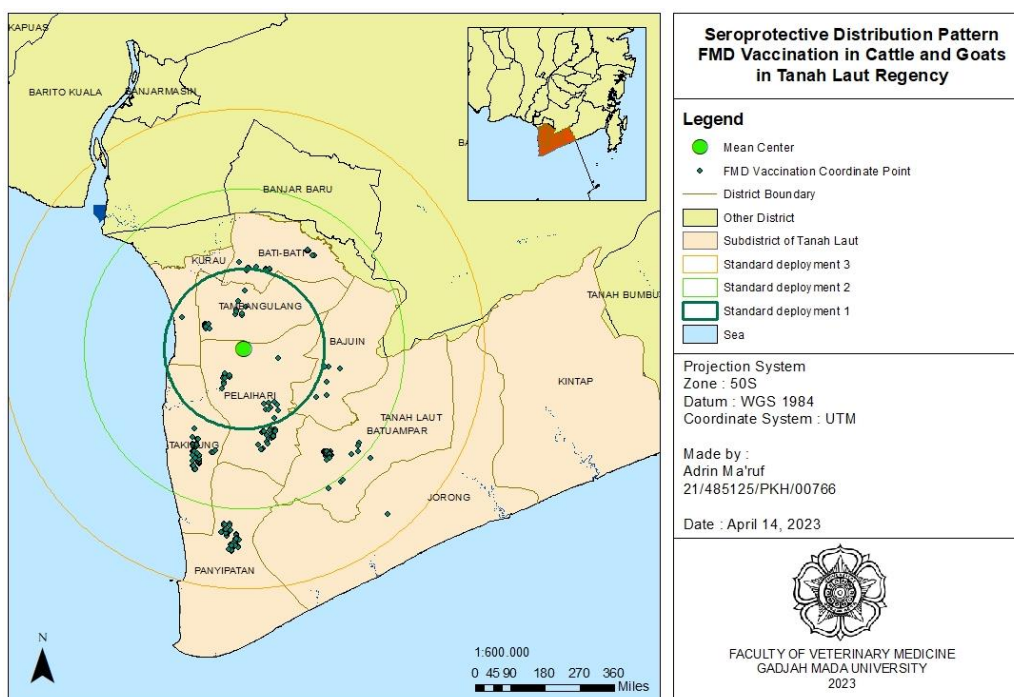 KAPUAS
BARITO KUALA
BANJARMASIN
BANJAR BARU
KURAU
BATI-BATI
TAMBANGULANG
BAJUIN
TANAH BUMBU
KINTAP
PELAIHARI
TANAH LAUT
BATUAMPAR
TAKISUNG
JORONG
PANYIPATAN
BA
N
1:600.000
0 45 90 180 270 360
Miles
Seroprotective Distribution Pattern
FMD Vaccination in Cattle and Goats
in Tanah Laut Regency
Legend
Mean Center
FMD Vaccination Coordinate Point
District Boundary
Other District
Subdistrict of Tanah Laut
Standard deployment 3
Standard deployment 2
Standard deployment 1
Sea
Projection System
Zone : 50S
Datum : WGS 1984
Coordinate System : UTM
Made by :
Adrin Ma'ruf
21/485125/PKH/00766
Date : April 14, 2023
FACULTY OF VETERINARY MEDICINE
GADJAH MADA UNIVERSITY
2023